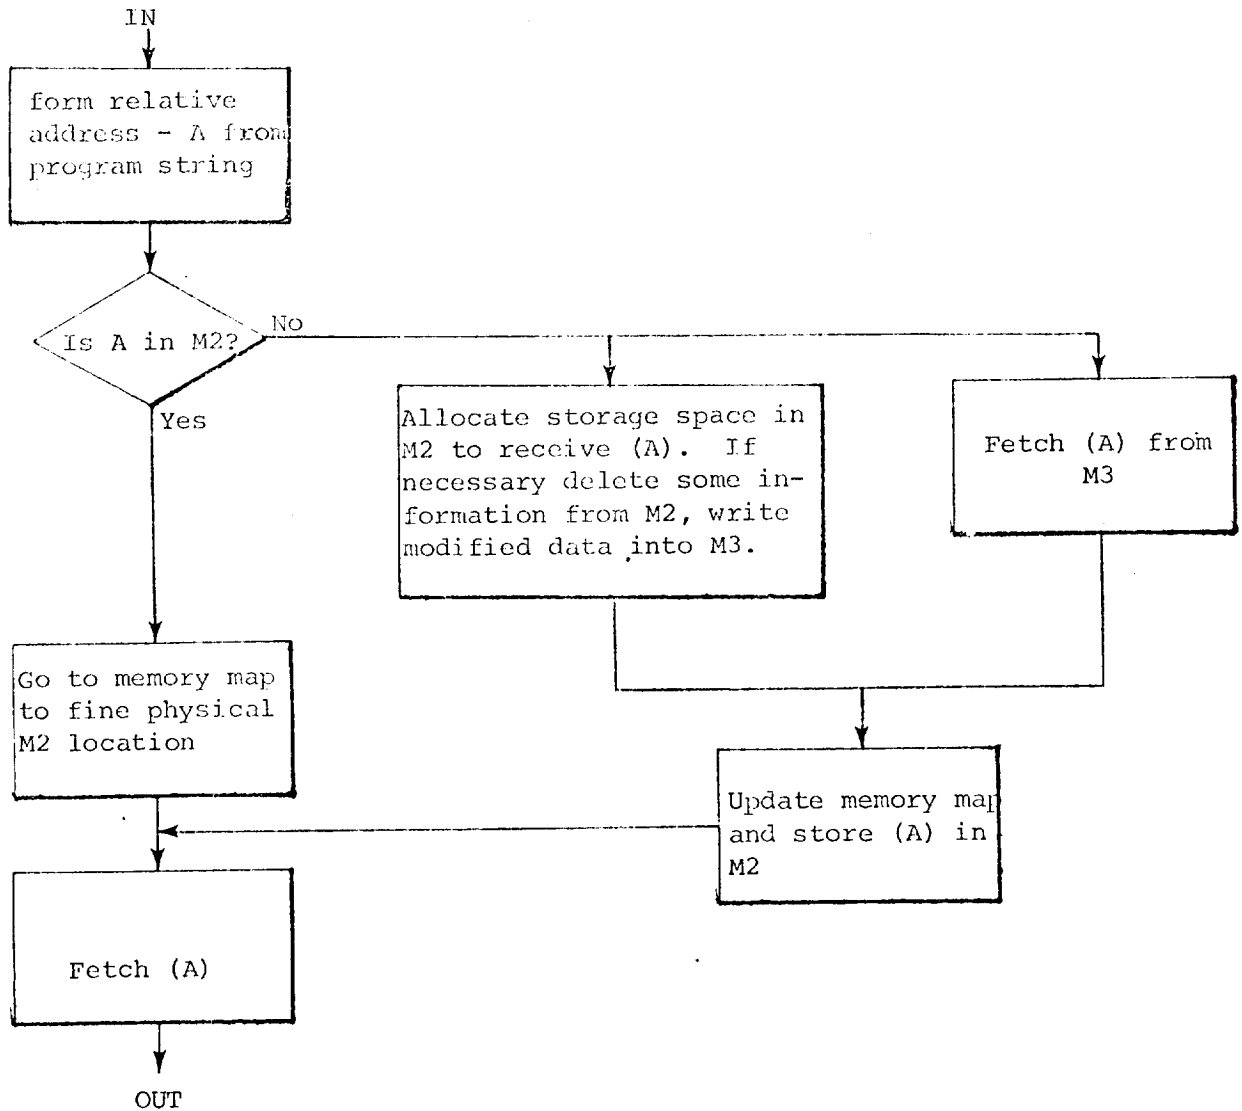 IN
form relative
address - A from
program string
Is A in M2?
No
Yes
Allocate storage space in
M2 to receive (A). If
necessary delete some in-
formation from M2, write
modified data into M3.
Fetch (A) from
M3
Go to memory map
to fine physical
M2 location
Update memory map
and store (A) in
M2
Fetch (A)
OUT